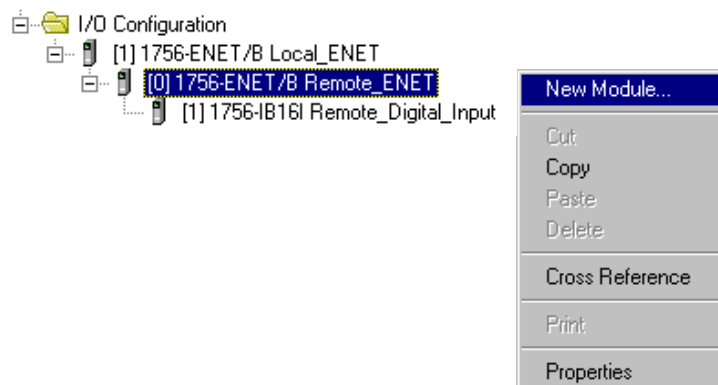 I/O Configuration
[1] 1756-ENET/B Local_ENET
[0] 1756-ENET/B Remote_ENET
[1] 1756-IB16I Remote_Digital_Input
New Module...
Cut
Copy
Paste
Delete
Cross Reference
Print
Properties